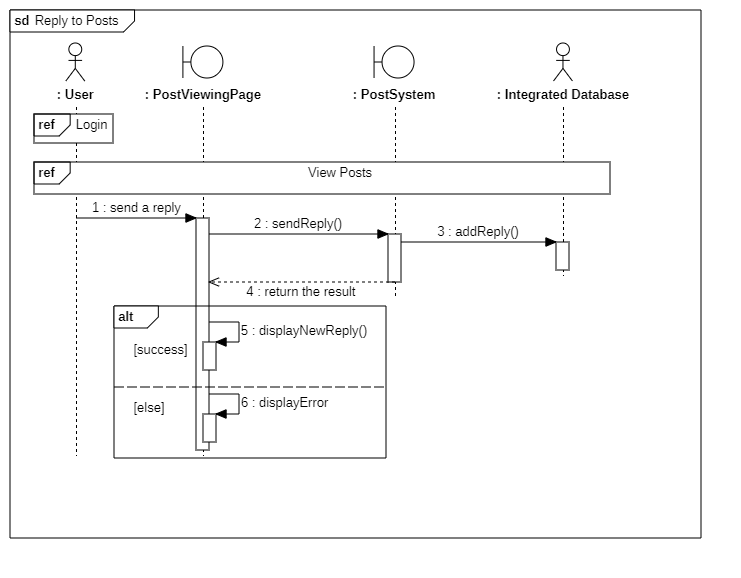 sd Reply to Posts
: User
: PostViewingPage
: PostSystem
: Integrated Database
ref Login
ref View Posts
1 : send a reply
2 : sendReply()
3 : addReply()
4 : return the result
alt
5 : displayNewReply()
[success]
6 : displayError
[else]